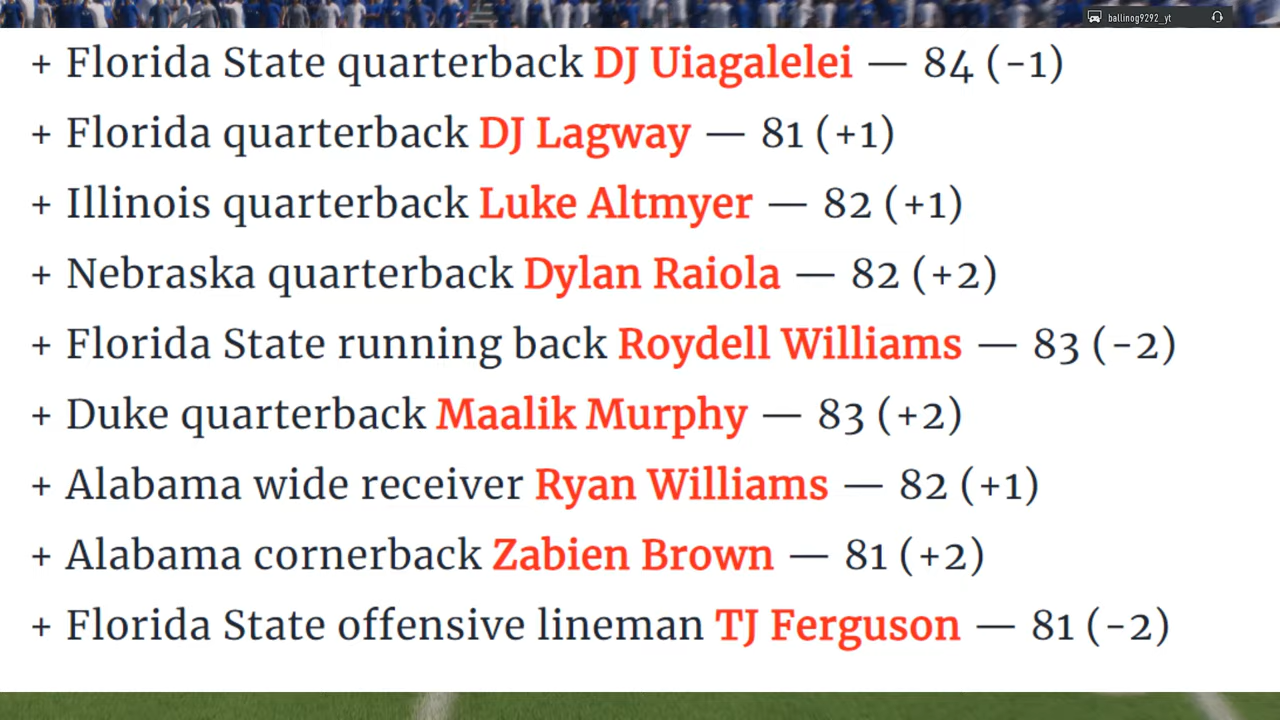 ballinog9292_yt
+ Florida State quarterback DJ Uiagalelei — 84 (-1)
+ Florida quarterback DJ Lagway — 81 (+1)
+ Illinois quarterback Luke Altmyer — 82 (+1)
+ Nebraska quarterback Dylan Raiola — 82 (+2)
+ Florida State running back Roydell Williams — 83 (-2)
+ Duke quarterback Maalik Murphy — 83 (+2)
+ Alabama wide receiver Ryan Williams — 82 (+1)
+ Alabama cornerback Zabien Brown — 81 (+2)
+ Florida State offensive lineman TJ Ferguson — 81 (-2)